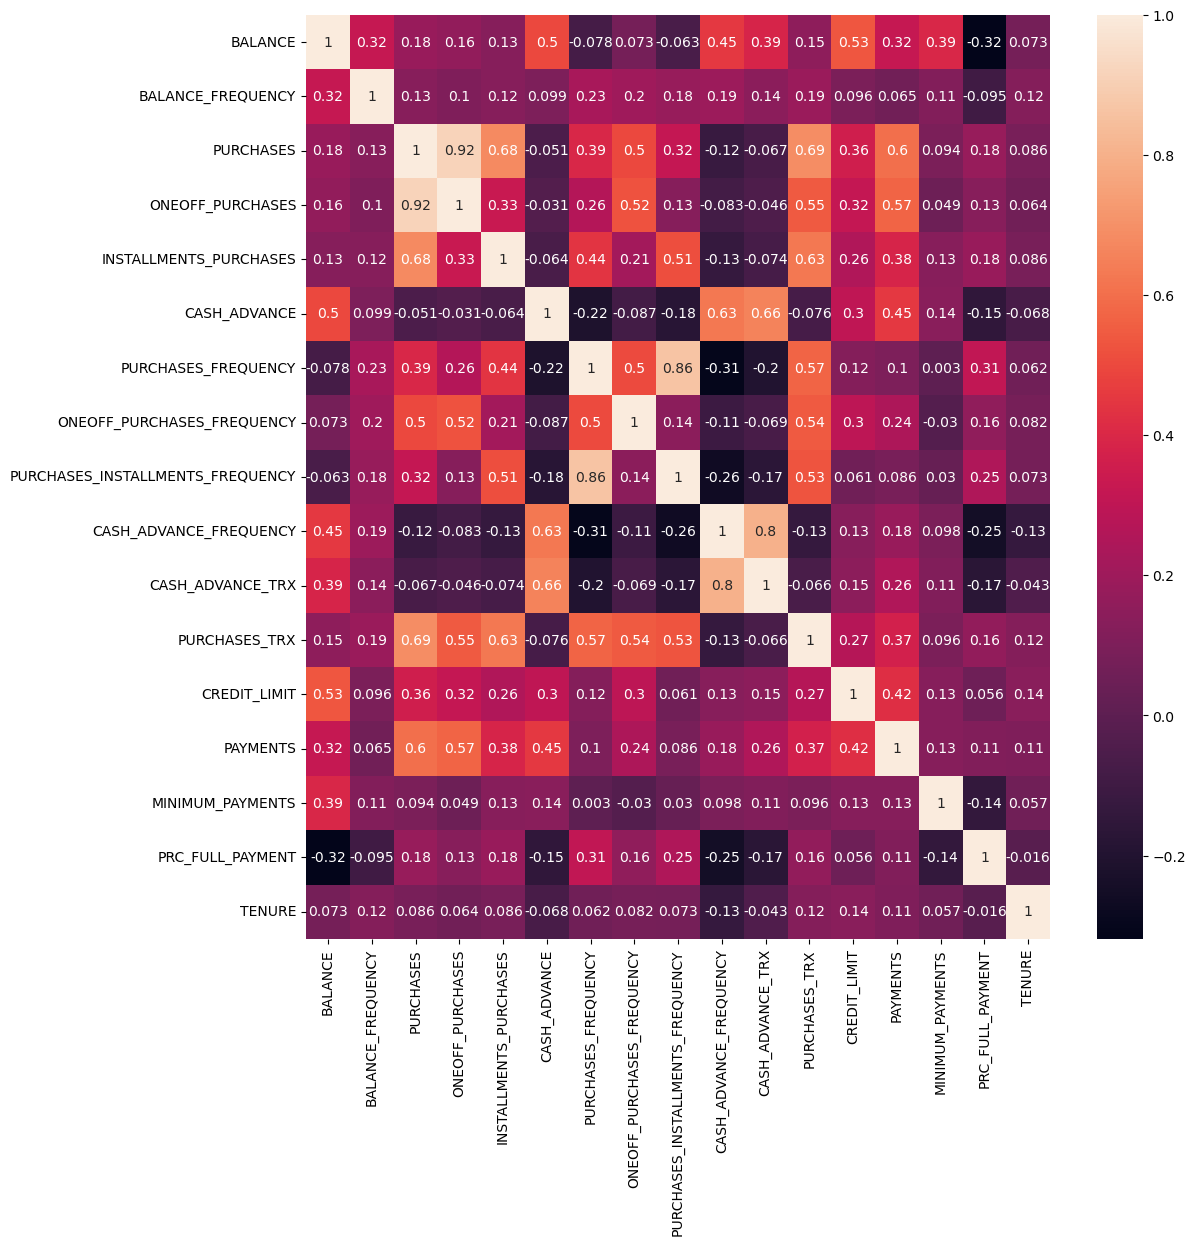 BALANCE 1 0.32 0.18 0.16 0.13 0.5 -0.078 0.073 -0.063 0.45 0.39 0.15 0.53 0.32 0.39 -0.32 0.073
BALANCE_FREQUENCY 0.32 1 0.13 0.1 0.12 0.099 0.23 0.2 0.18 0.19 0.14 0.19 0.096 0.065 0.11 -0.095 0.12
PURCHASES 0.18 0.13 1 0.92 0.68 -0.051 0.39 0.5 0.32 -0.12 -0.067 0.69 0.36 0.6 0.094 0.18 0.086
ONEOFF_PURCHASES 0.16 0.1 0.92 1 0.33 -0.031 0.26 0.52 0.13 -0.083 -0.046 0.55 0.32 0.57 0.049 0.13 0.064
INSTALLMENTS_PURCHASES 0.13 0.12 0.68 0.33 1 -0.064 0.44 0.21 0.51 -0.13 -0.074 0.63 0.26 0.38 0.13 0.18 0.086
CASH_ADVANCE 0.5 0.099 -0.051 -0.031 -0.064 1 -0.22 -0.087 -0.18 0.63 0.66 -0.076 0.3 0.45 0.14 -0.15 -0.068
PURCHASES_FREQUENCY -0.078 0.23 0.39 0.26 0.44 -0.22 1 0.5 0.86 -0.31 -0.2 0.57 0.12 0.1 0.003 0.31 0.062
ONEOFF_PURCHASES_FREQUENCY 0.073 0.2 0.5 0.52 0.21 -0.087 0.5 1 0.14 -0.11 -0.069 0.54 0.3 0.24 -0.03 0.16 0.082
PURCHASES_INSTALLMENTS_FREQUENCY -0.063 0.18 0.32 0.13 0.51 -0.18 0.86 0.14 1 -0.26 -0.17 0.53 0.061 0.086 0.03 0.25 0.073
CASH_ADVANCE_FREQUENCY 0.45 0.19 -0.12 -0.083 -0.13 0.63 -0.31 -0.11 -0.26 1 0.8 -0.13 0.13 0.18 0.098 -0.25 -0.13
CASH_ADVANCE_TRX 0.39 0.14 -0.067 -0.046 -0.074 0.66 -0.2 -0.069 -0.17 0.8 1 -0.066 0.15 0.26 0.11 -0.17 -0.043
PURCHASES_TRX 0.15 0.19 0.69 0.55 0.63 -0.076 0.57 0.54 0.53 -0.13 -0.066 1 0.27 0.37 0.096 0.16 0.12
CREDIT_LIMIT 0.53 0.096 0.36 0.32 0.26 0.3 0.12 0.3 0.061 0.13 0.15 0.27 1 0.42 0.13 0.056 0.14
PAYMENTS 0.32 0.065 0.6 0.57 0.38 0.45 0.1 0.24 0.086 0.18 0.26 0.37 0.42 1 0.13 0.11 0.11
MINIMUM_PAYMENTS 0.39 0.11 0.094 0.049 0.13 0.14 0.003 -0.03 0.03 0.098 0.11 0.096 0.13 0.13 1 -0.14 0.057
PRC_FULL_PAYMENT -0.32 -0.095 0.18 0.13 0.18 -0.15 0.31 0.16 0.25 -0.25 -0.17 0.16 0.056 0.11 -0.14 1 -0.016
TENURE 0.073 0.12 0.086 0.064 0.086 -0.068 0.062 0.082 0.073 -0.13 -0.043 0.12 0.14 0.11 0.057 -0.016 1
BALANCE
BALANCE_FREQUENCY
PURCHASES
ONEOFF_PURCHASES
INSTALLMENTS_PURCHASES
CASH_ADVANCE
PURCHASES_FREQUENCY
ONEOFF_PURCHASES_FREQUENCY
PURCHASES_INSTALLMENTS_FREQUENCY
CASH_ADVANCE_FREQUENCY
CASH_ADVANCE_TRX
PURCHASES_TRX
CREDIT_LIMIT
PAYMENTS
MINIMUM_PAYMENTS
PRC_FULL_PAYMENT
TENURE
1.0
0.8
0.6
0.4
0.2
0.0
−0.2